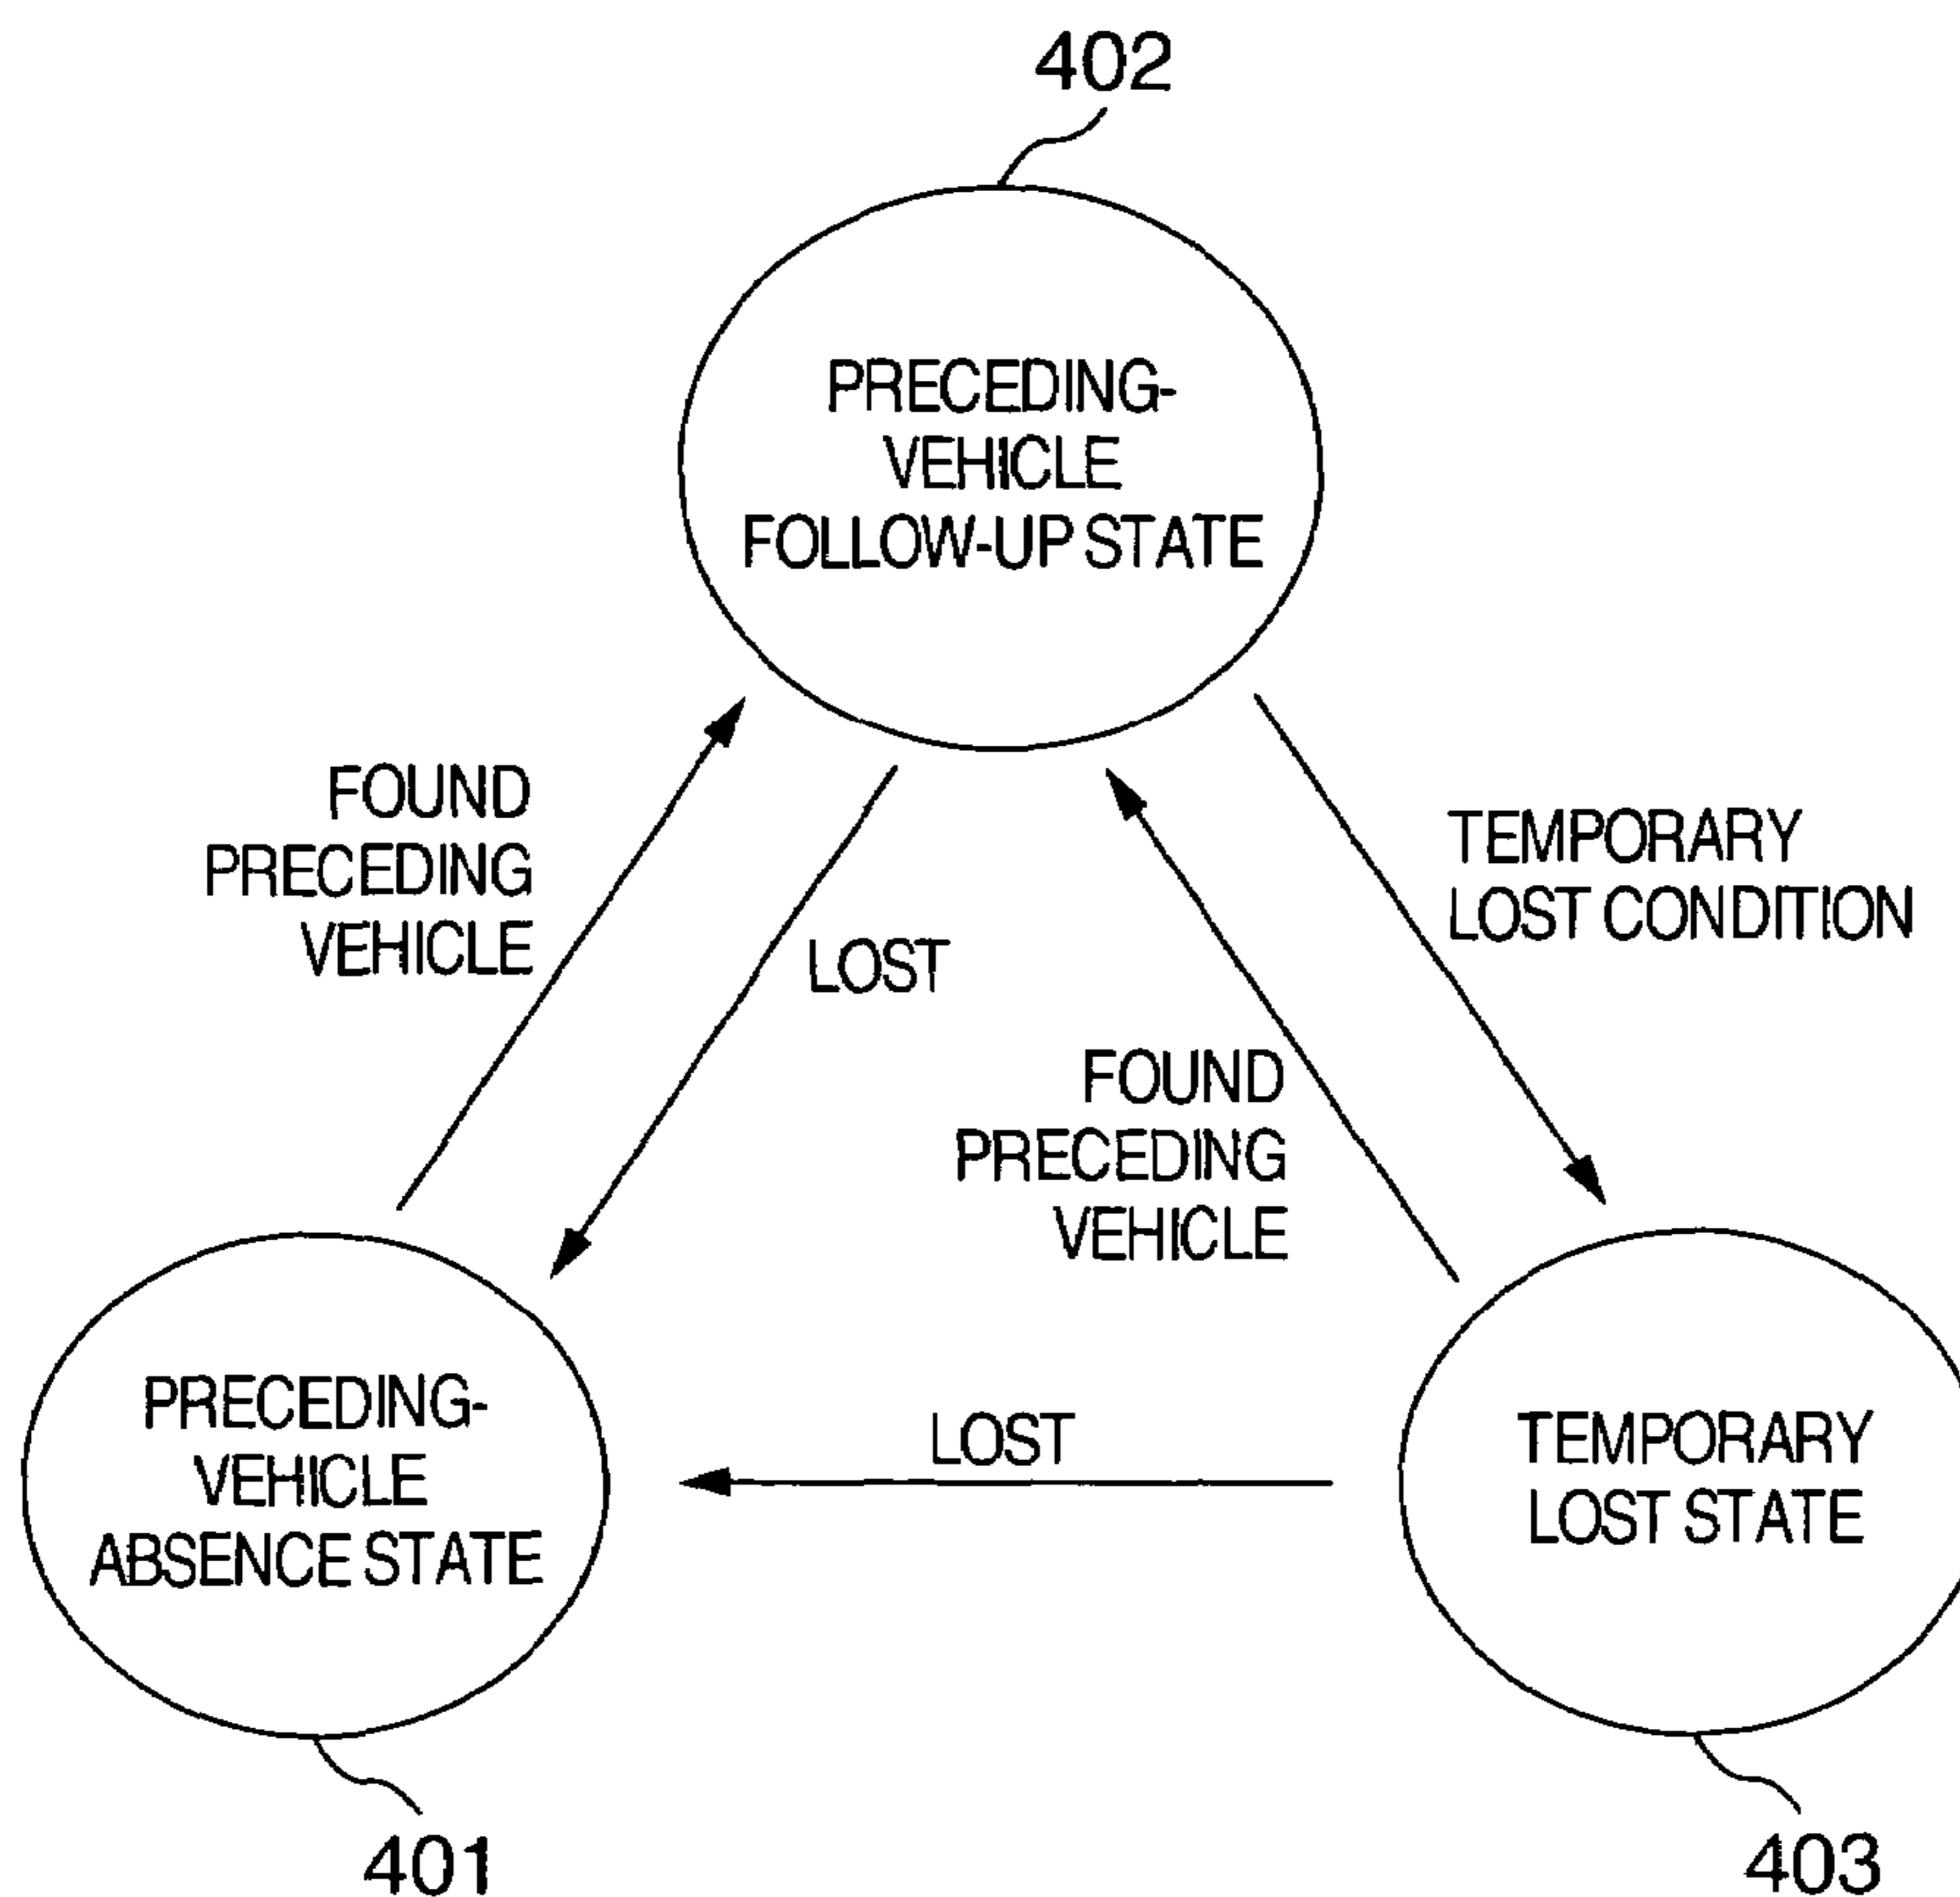 402
PRECEDING-
VEHICLE
FOLLOW-UP STATE
FOUND
PRECEDING
VEHICLE
LOST
TEMPORARY
LOST CONDITION
FOUND
PRECEDING
VEHICLE
PRECEDING-
VEHICLE
ABSENCE STATE
LOST
TEMPORARY
LOST STATE
401
403